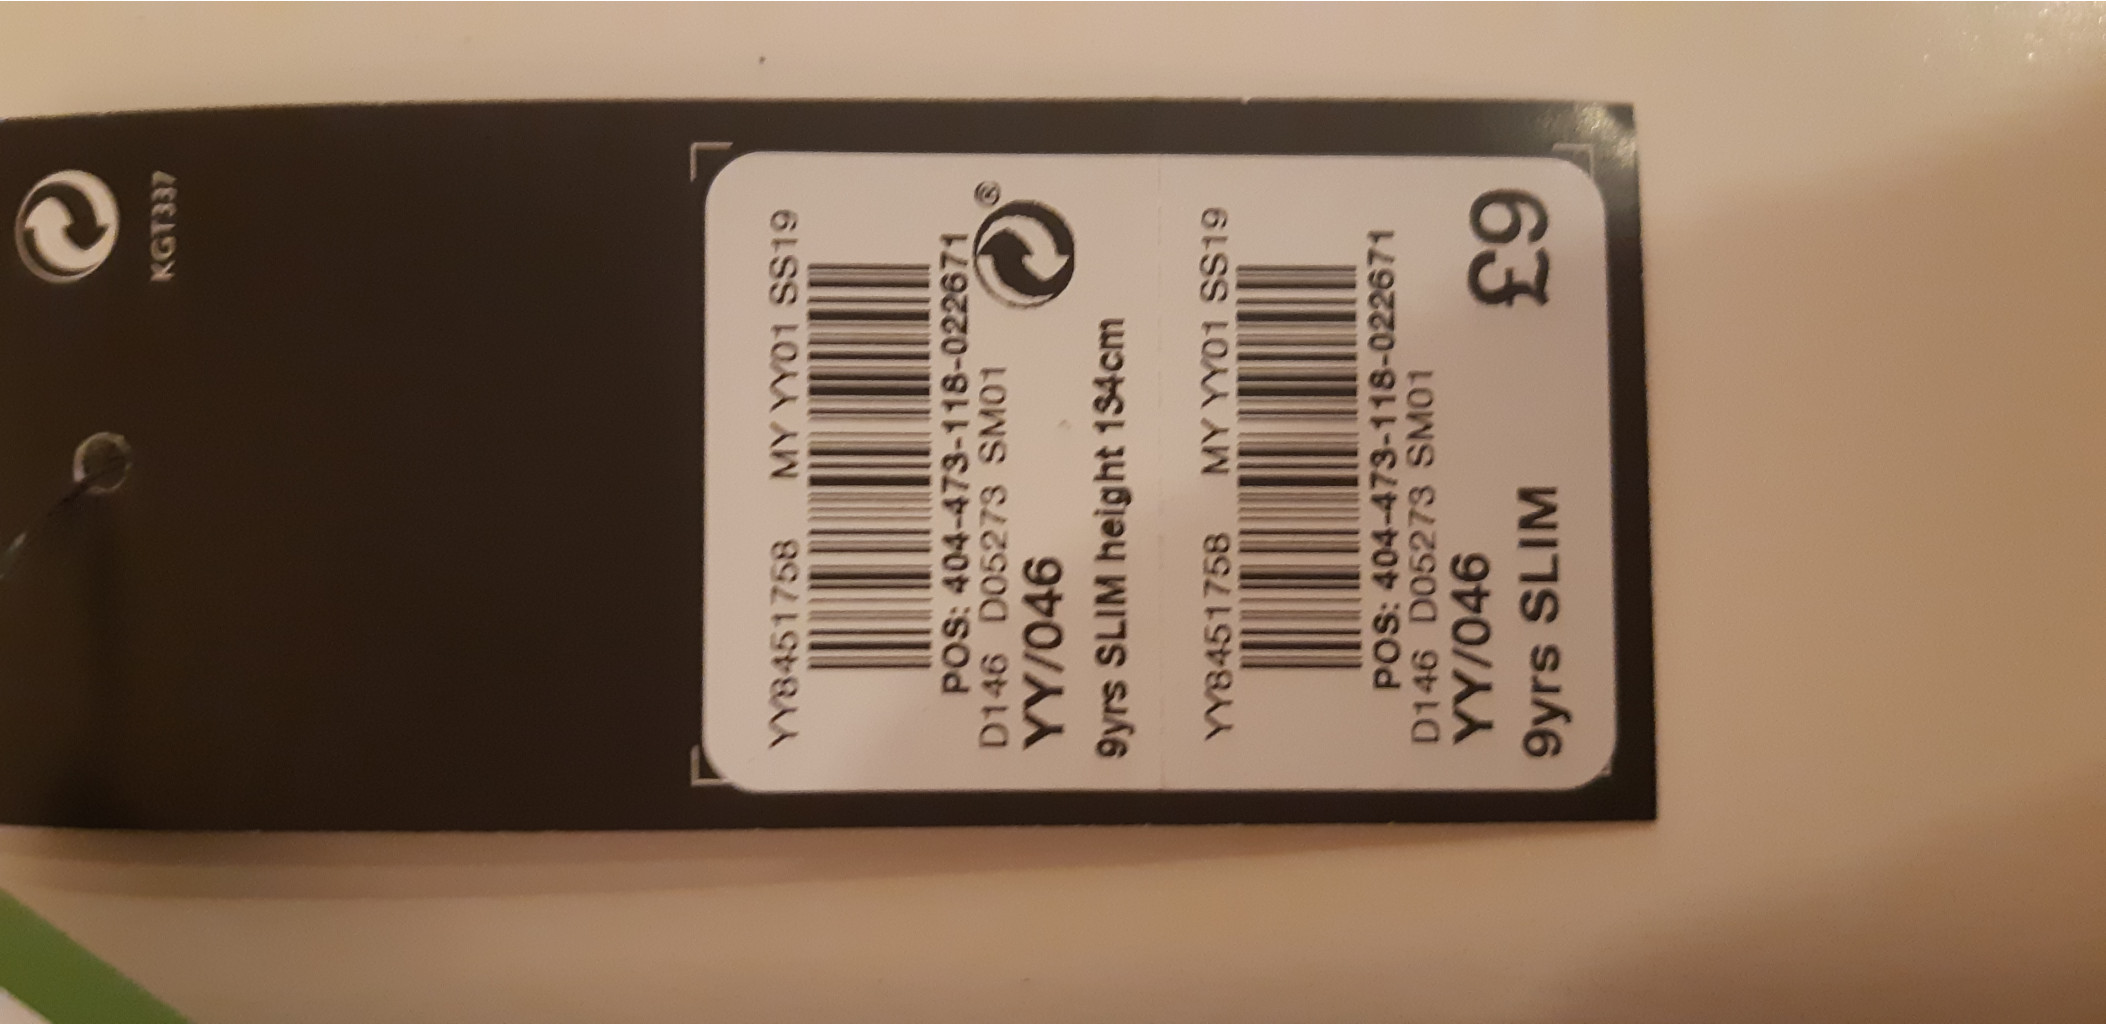 KGT337
YY8451758 MY YY01 SS19
POS: 404-473-118-022671
®
D146 D05273 SM01
YY/046
9yrs SLIM height 134cm
YY8451758 MY YY01 SS19
POS: 404-473-118-022671
D146 D05273 SM01
YY/046
£9
9yrs SLIM